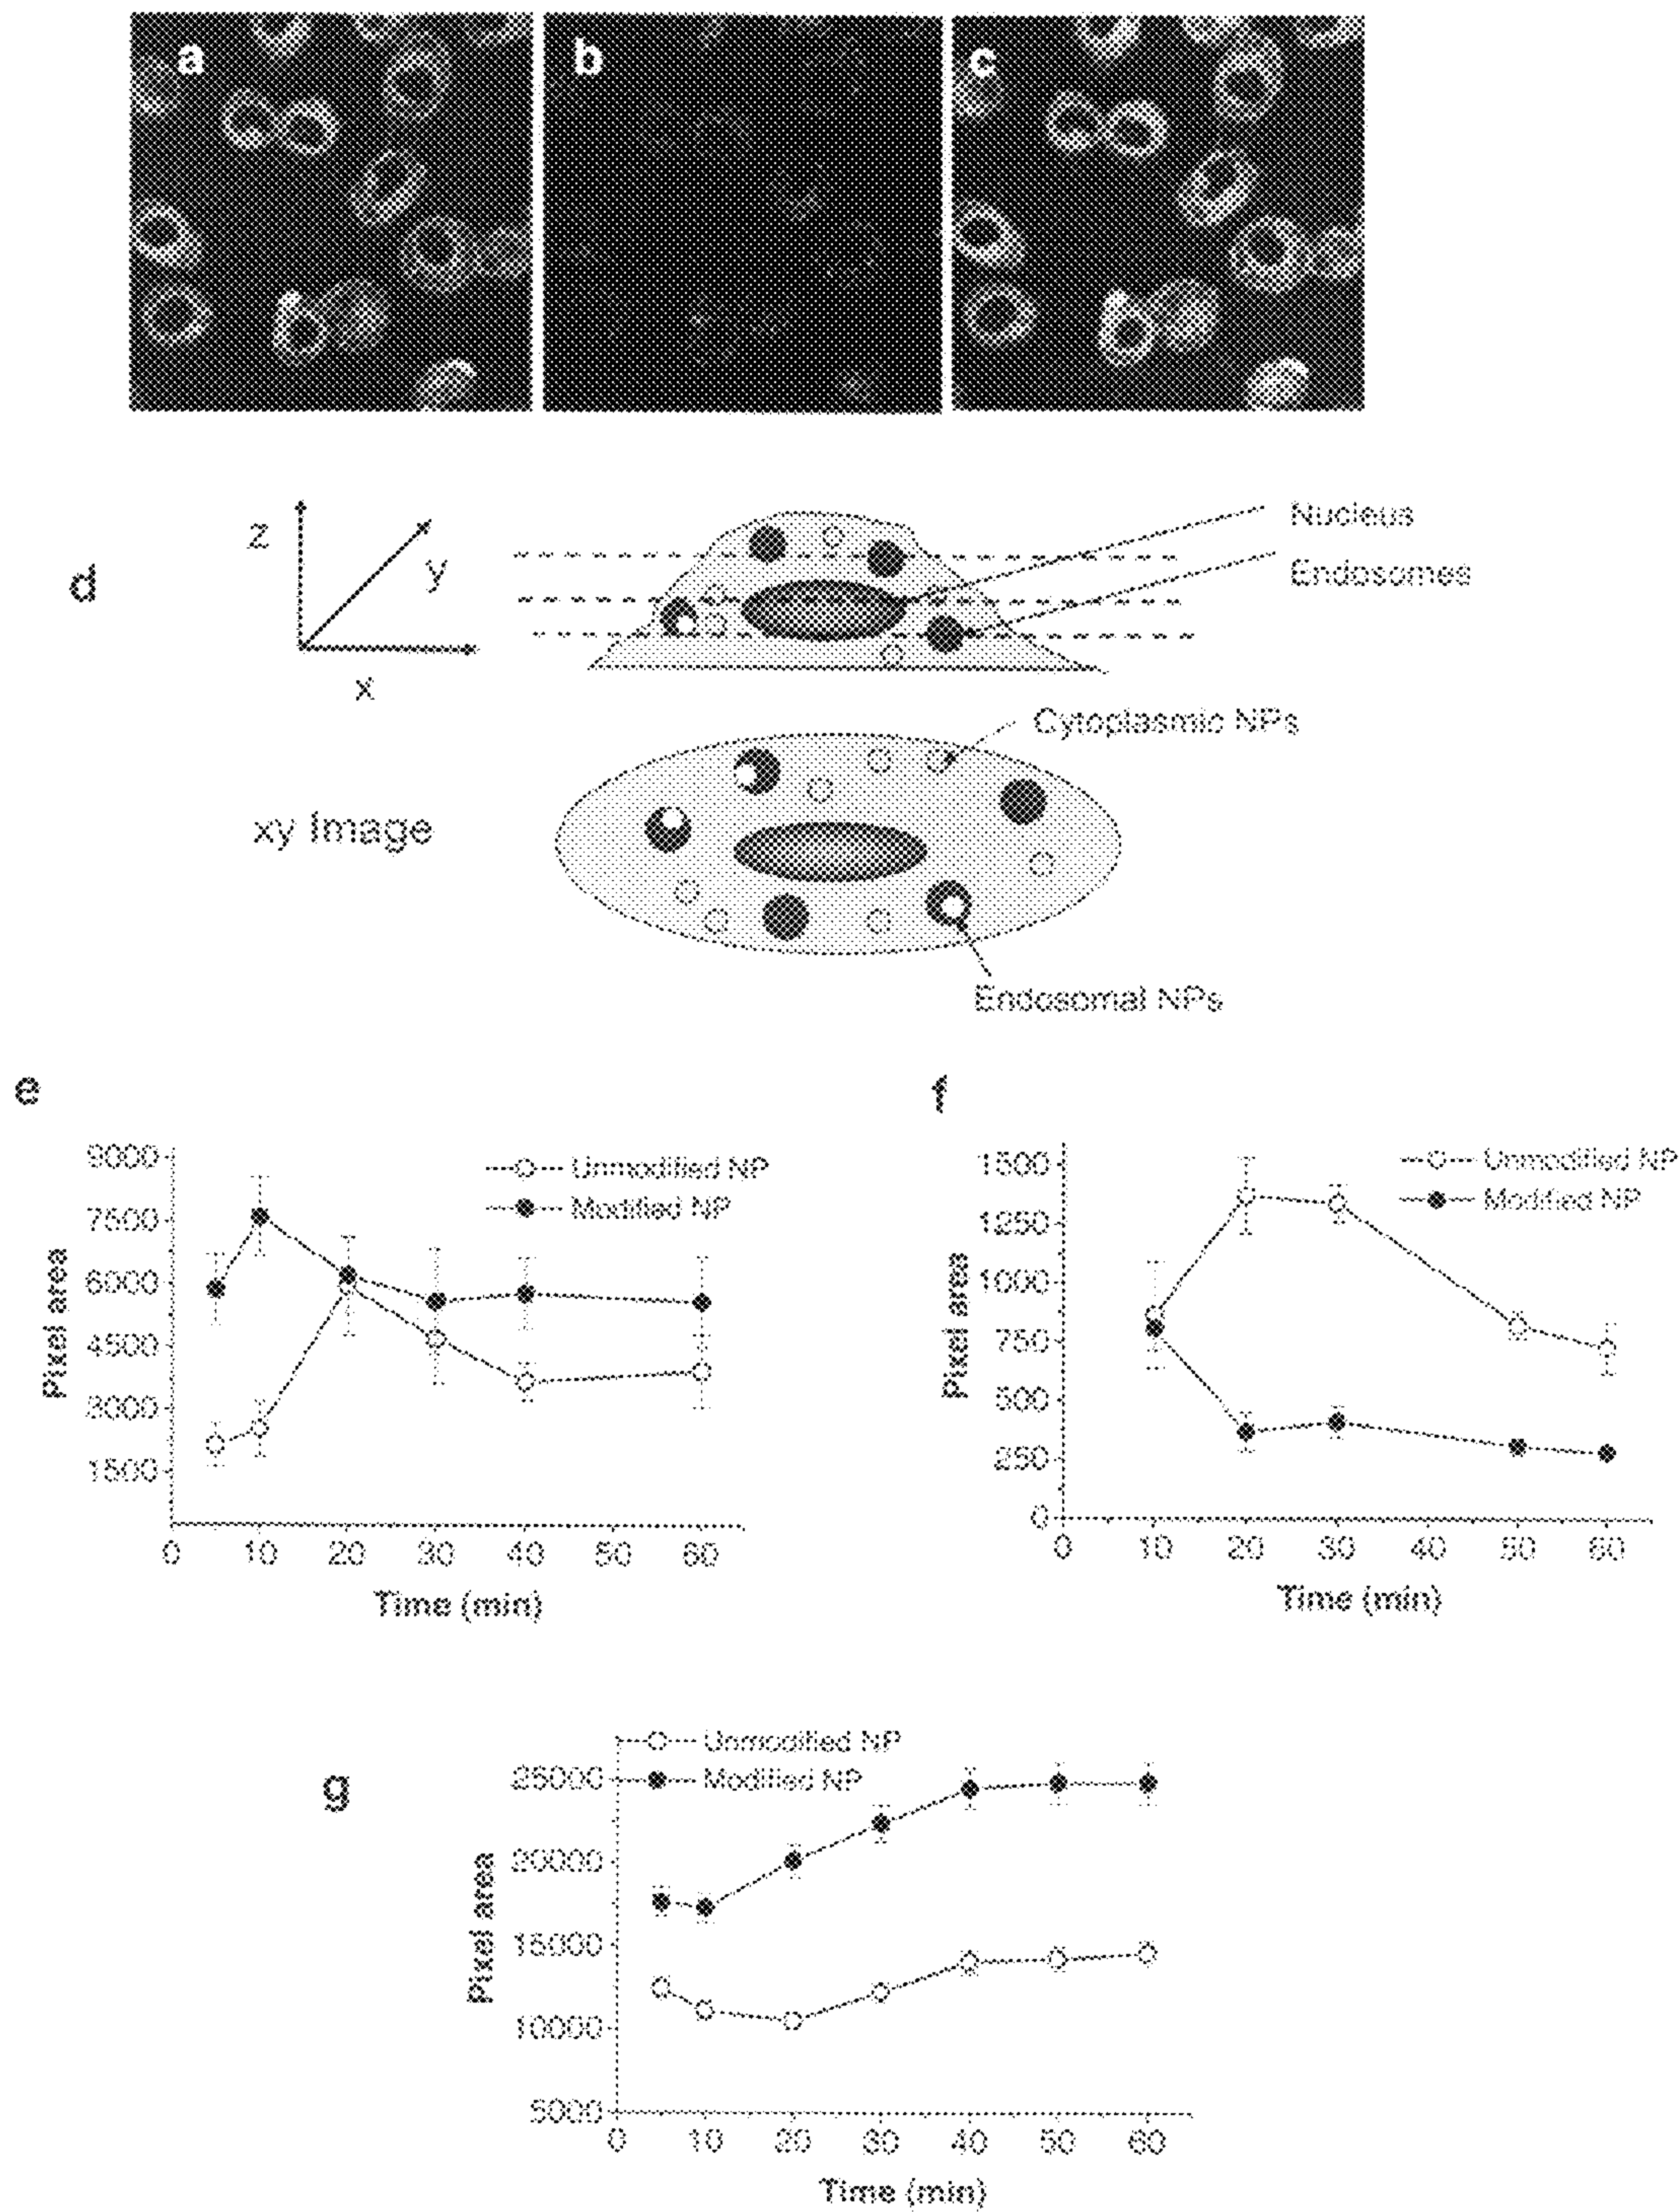 a
b
c
d
z
y
x
Nucleus
Endosomes
Cytoplasmic NPs
xy Image
Endosomal NPs
e
9000
7500
6000
4500
3000
1500
Pixel area
Unmodified NP
Modified NP
0 10 20 30 40 50 60
Time (min)
f
1500
1250
1000
750
500
250
0
Pixel area
Unmodified NP
Modified NP
0 10 20 30 40 50 60
Time (min)
g
25000
20000
15000
10000
5000
Pixel area
Unmodified NP
Modified NP
0 10 20 30 40 50 60
Time (min)